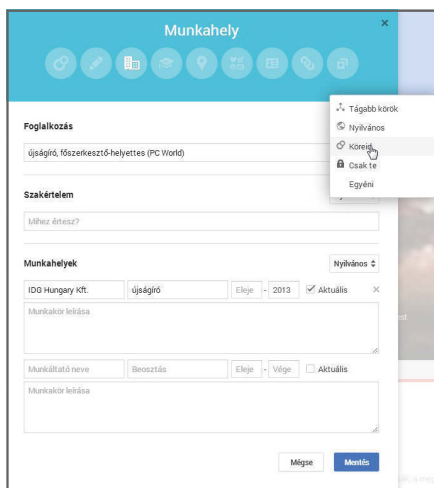 Munkahely
Tágabb körök
Nyilvános
Köreid
Csak te
Egyéni
Foglalkozás
újságíró, főszerkesztő-helyettes (PC World)
Szakértelem
Mihez értesz?
Munkahelyek Nyilvános
IDG Hungary Kft. újságíró Eleje - 2013 Aktuális
Munkakör leírása
Munkáltató neve Beosztás Eleje - Vége Aktuális
Munkakör leírása
Mégse Mentés